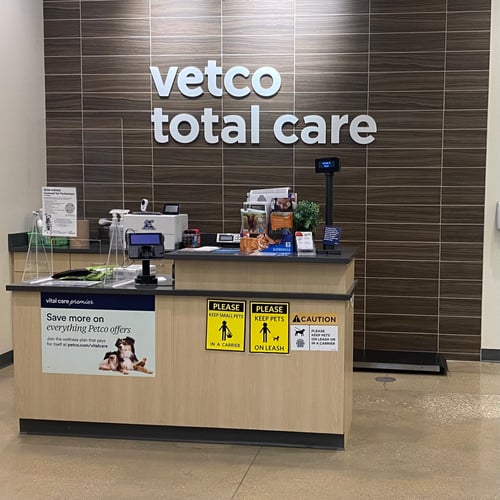 vetco
total care
vital care premier
Save more on
everything Petco offers
Join the wellness plan that pays
for itself at petco.com/vitalcare
PLEASE
KEEP SMALL PETS
IN A CARRIER
PLEASE
KEEP PETS
ON LEASH
CAUTION
PLEASE
KEEP PETS
ON LEASH OR
IN A CARRIER